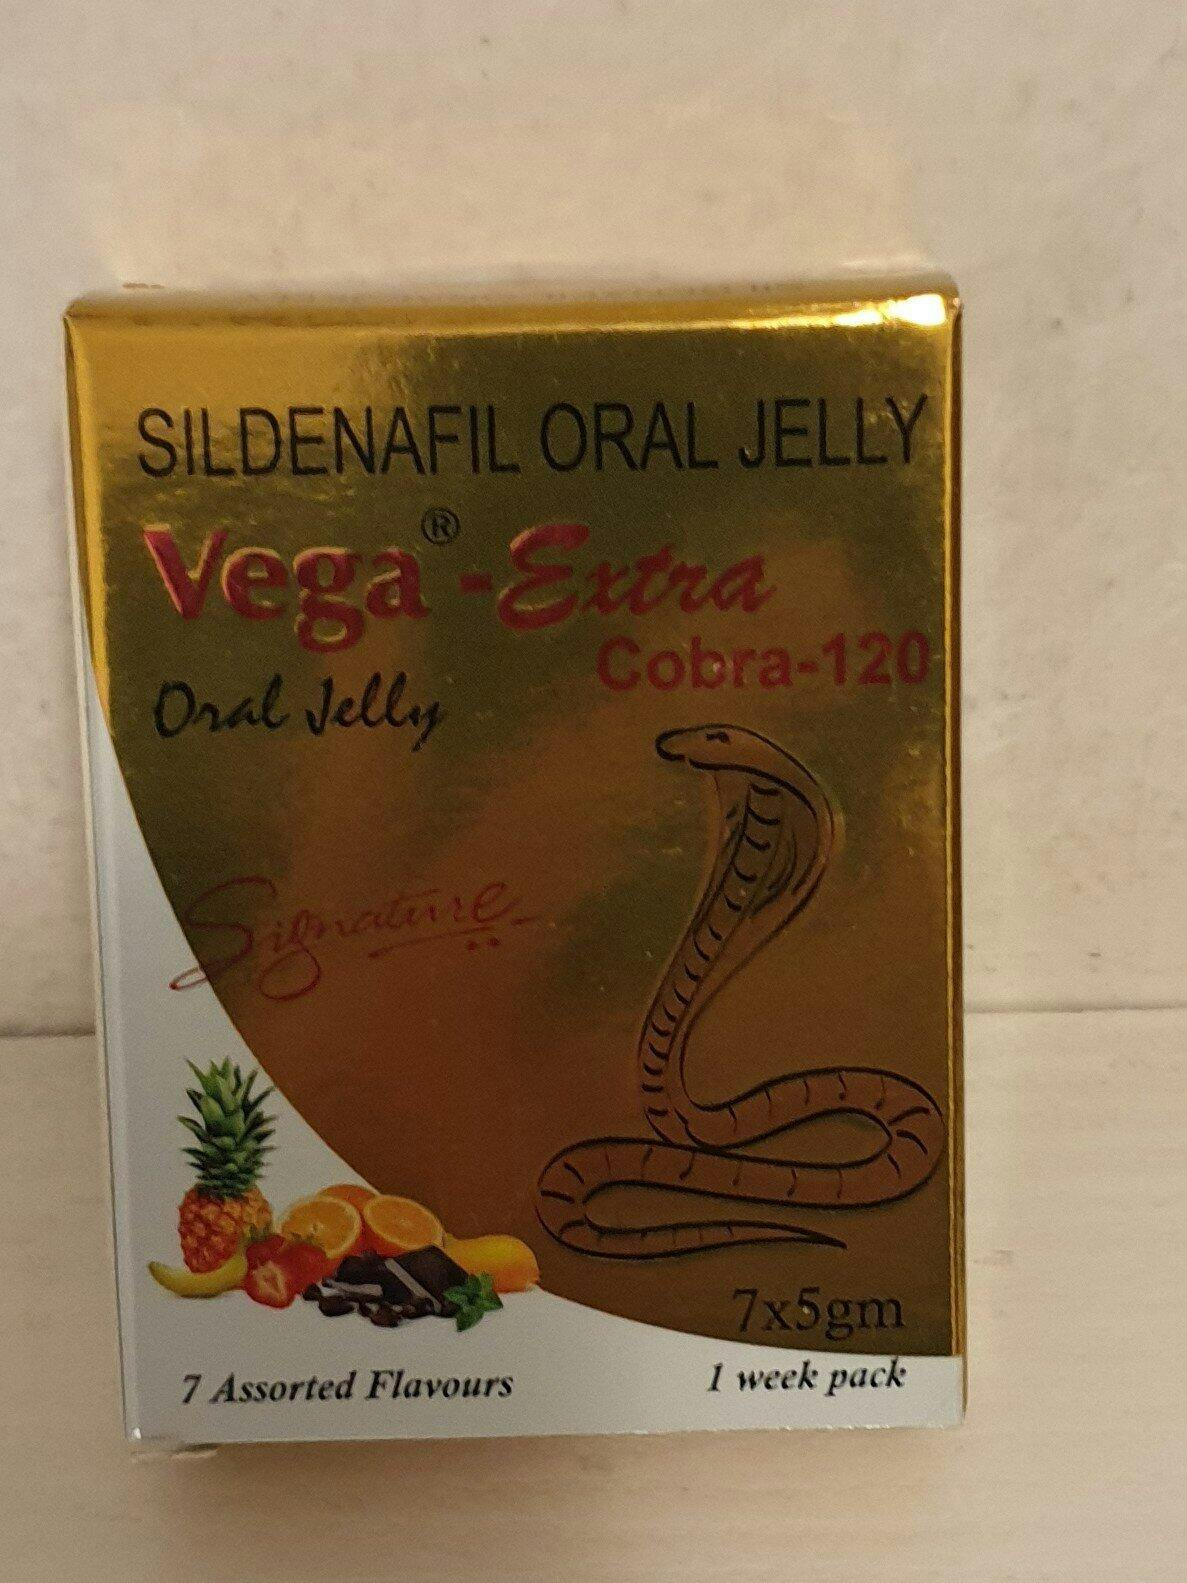 SILDENAFIL ORAL JELLY
Vega® -Extra
Cobra-120
Oral Jelly
Signature
7x5gm
7 Assorted Flavours
1 week pack